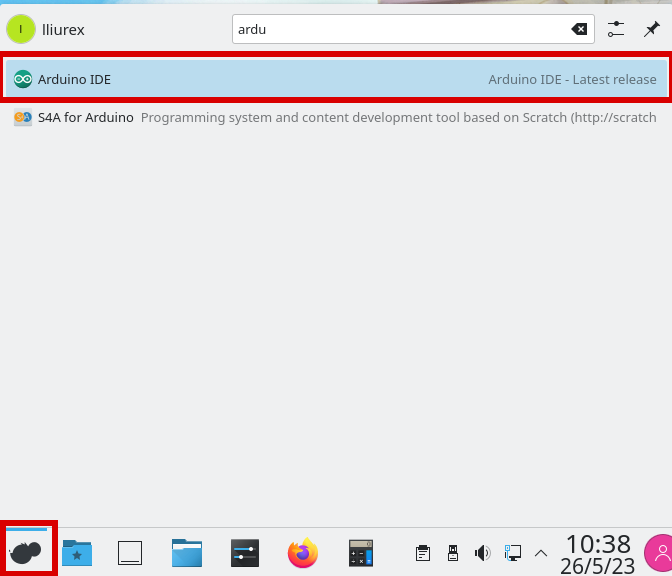 l lliurex ardu
Arduino IDE Arduino IDE - Latest release
S4A for Arduino Programming system and content development tool based on Scratch (http://scratch
10:38
26/5/23